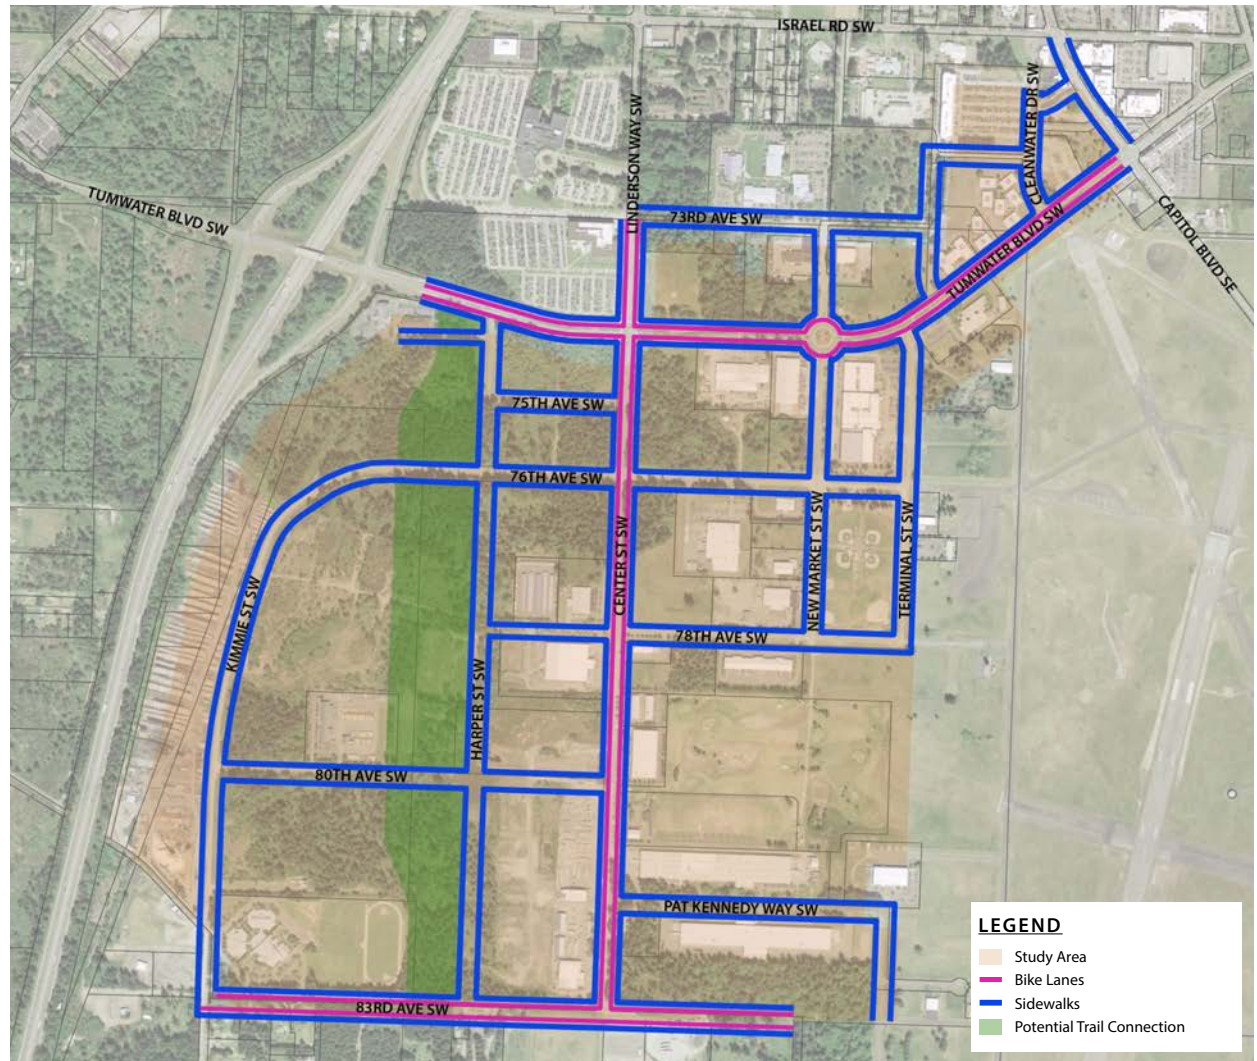 ISRAEL RD SW
CLEANWATER DR SW
LINDERSON WAY SW
TUMWATER BLVD SW
73RD AVE SW
CAPITOL BLVD SE
TUMWATER BLVD SW
75TH AVE SW
76TH AVE SW
NEW MARKET ST SW
TERMINAL ST SW
CENTER ST SW
KIMMIE ST SW
78TH AVE SW
HARPER ST SW
80TH AVE SW
PAT KENNEDY WAY SW
83RD AVE SW
LEGEND
Study Area
Bike Lanes
Sidewalks
Potential Trail Connection